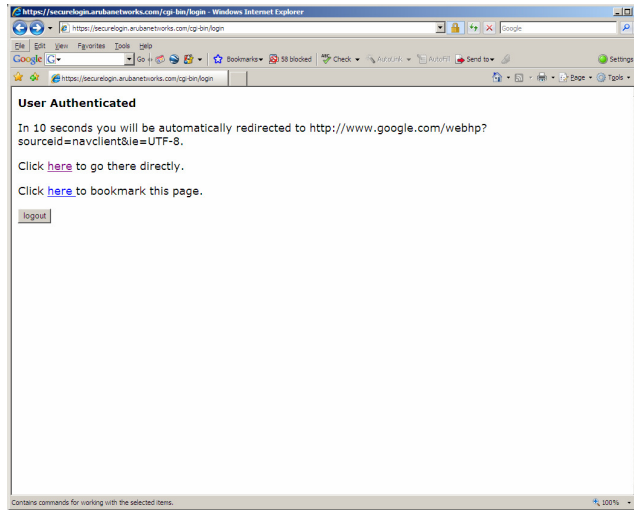 https://securelogin.arubanetworks.com/cgi-bin/login - Windows Internet Explorer
https://securelogin.arubanetworks.com/cgi-bin/login
Google
File Edit View Favorites Tools Help
Google G Go Bookmarks 58 blocked Check AutoLink AutoFill Send to Settings
https://securelogin.arubanetworks.com/cgi-bin/login
Page Tools
User Authenticated
In 10 seconds you will be automatically redirected to http://www.google.com/webhp?
sourceid=navclient&ie=UTF-8.
Click here to go there directly.
Click here to bookmark this page.
logout
Contains commands for working with the selected items.
100%